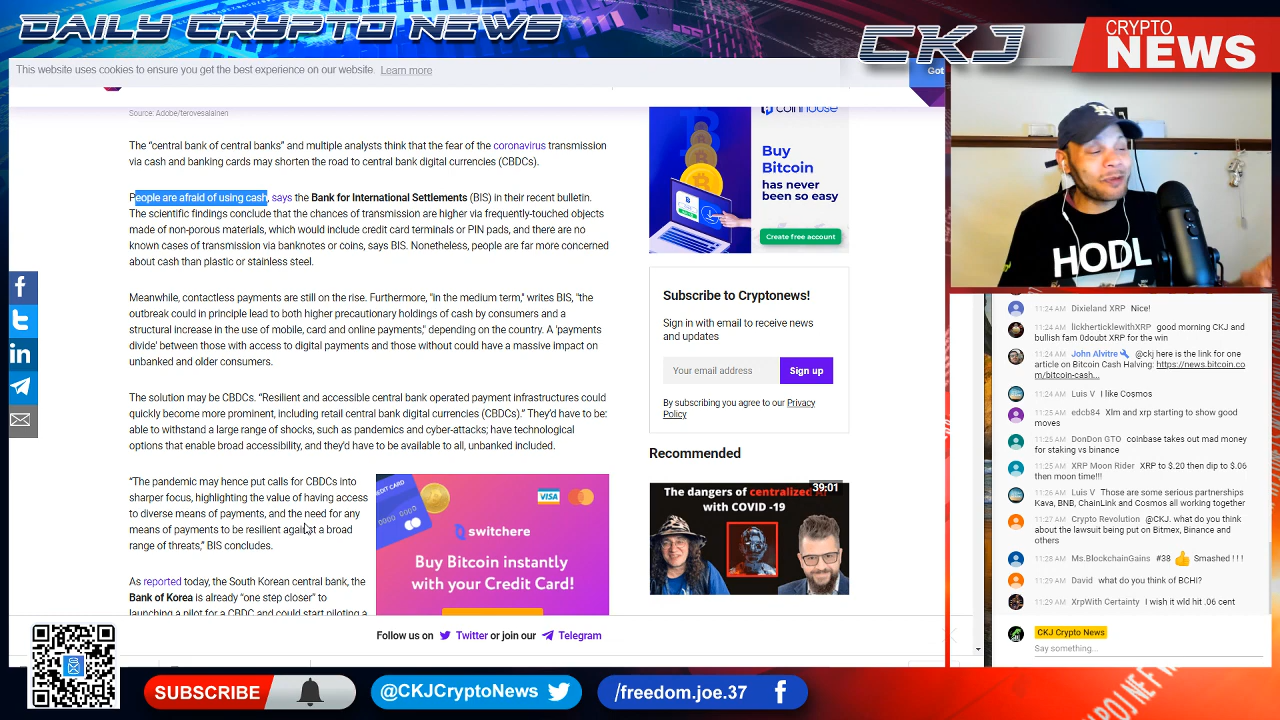 DAILY CRYPTO NEWS
CKJ
CRYPTO
NEWS
This website uses cookies to ensure you get the best experience on our website. Learn more
Got
Source: Adobe/terovesalainen
The “central bank of central banks” and multiple analysts think that the fear of the coronavirus transmission
via cash and banking cards may shorten the road to central bank digital currencies (CBDCs).
People are afraid of using cash, says the Bank for International Settlements (BIS) in their recent bulletin.
The scientific findings conclude that the chances of transmission are higher via frequently-touched objects
made of non-porous materials, which would include credit card terminals or PIN pads, and there are no
known cases of transmission via banknotes or coins, says BIS. Nonetheless, people are far more concerned
about cash than plastic or stainless steel.
Meanwhile, contactless payments are still on the rise. Furthermore, "in the medium term," writes BIS, "the
outbreak could in principle lead to both higher precautionary holdings of cash by consumers and a
structural increase in the use of mobile, card and online payments," depending on the country. A 'payments
divide' between those with access to digital payments and those without could have a massive impact on
unbanked and older consumers.
The solution may be CBDCs. “Resilient and accessible central bank operated payment infrastructures could
quickly become more prominent, including retail central bank digital currencies (CBDCs).” They'd have to be:
able to withstand a large range of shocks, such as pandemics and cyber-attacks; have technological
options that enable broad accessibility, and they'd have to be available to all, unbanked included.
“The pandemic may hence put calls for CBDCs into
sharper focus, highlighting the value of having access
to diverse means of payments, and the need for any
means of payments to be resilient against a broad
range of threats,” BIS concludes.
As reported today, the South Korean central bank, the
Bank of Korea is already “one step closer” to
launching a pilot for a CBDC and could start piloting a
CREDIT CARD
VISA
switchere
Buy Bitcoin instantly
with your Credit Card!
coinhouse
Buy
Bitcoin
has never
been so easy
Create free account
Subscribe to Cryptonews!
Sign in with email to receive news
and updates
Your email address
Sign up
By subscribing you agree to our Privacy
Policy
Recommended
39:01
The dangers of centralized AI
with COVID -19
Follow us on Twitter or join our Telegram
HODL
11:24 AM Dixieland XRP Nice!
11:24 AM lickherticklewithXRP good morning CKJ and
bullish fam 0doubt XRP for the win
11:24 AM John Alvitre @ckj here is the link for one
article on Bitcoin Cash Halving: https://news.bitcoin.co
m/bitcoin-cash...
11:24 AM Luis V I like Cosmos
11:25 AM edcb84 Xlm and xrp starting to show good
moves
11:25 AM DonDon GTO coinbase takes out mad money
for staking vs binance
11:25 AM XRP Moon Rider XRP to $.20 then dip to $.06
then moon time!!!
11:26 AM Luis V Those are some serious partnerships
Kava, BNB, ChainLink and Cosmos all working together
11:27 AM Crypto Revolution @CKJ. what do you think
about the lawsuit being put on Bitmex, Binance and
others
11:28 AM Ms.BlockchainGains #38 👍 Smashed ! ! !
11:29 AM David what do you think of BCH!?
11:29 AM XrpWith Certainty I wish it wld hit .06 cent
CKJ Crypto News
Say something...
SUBSCRIBE
@CKJCryptoNews
/freedom.joe.37